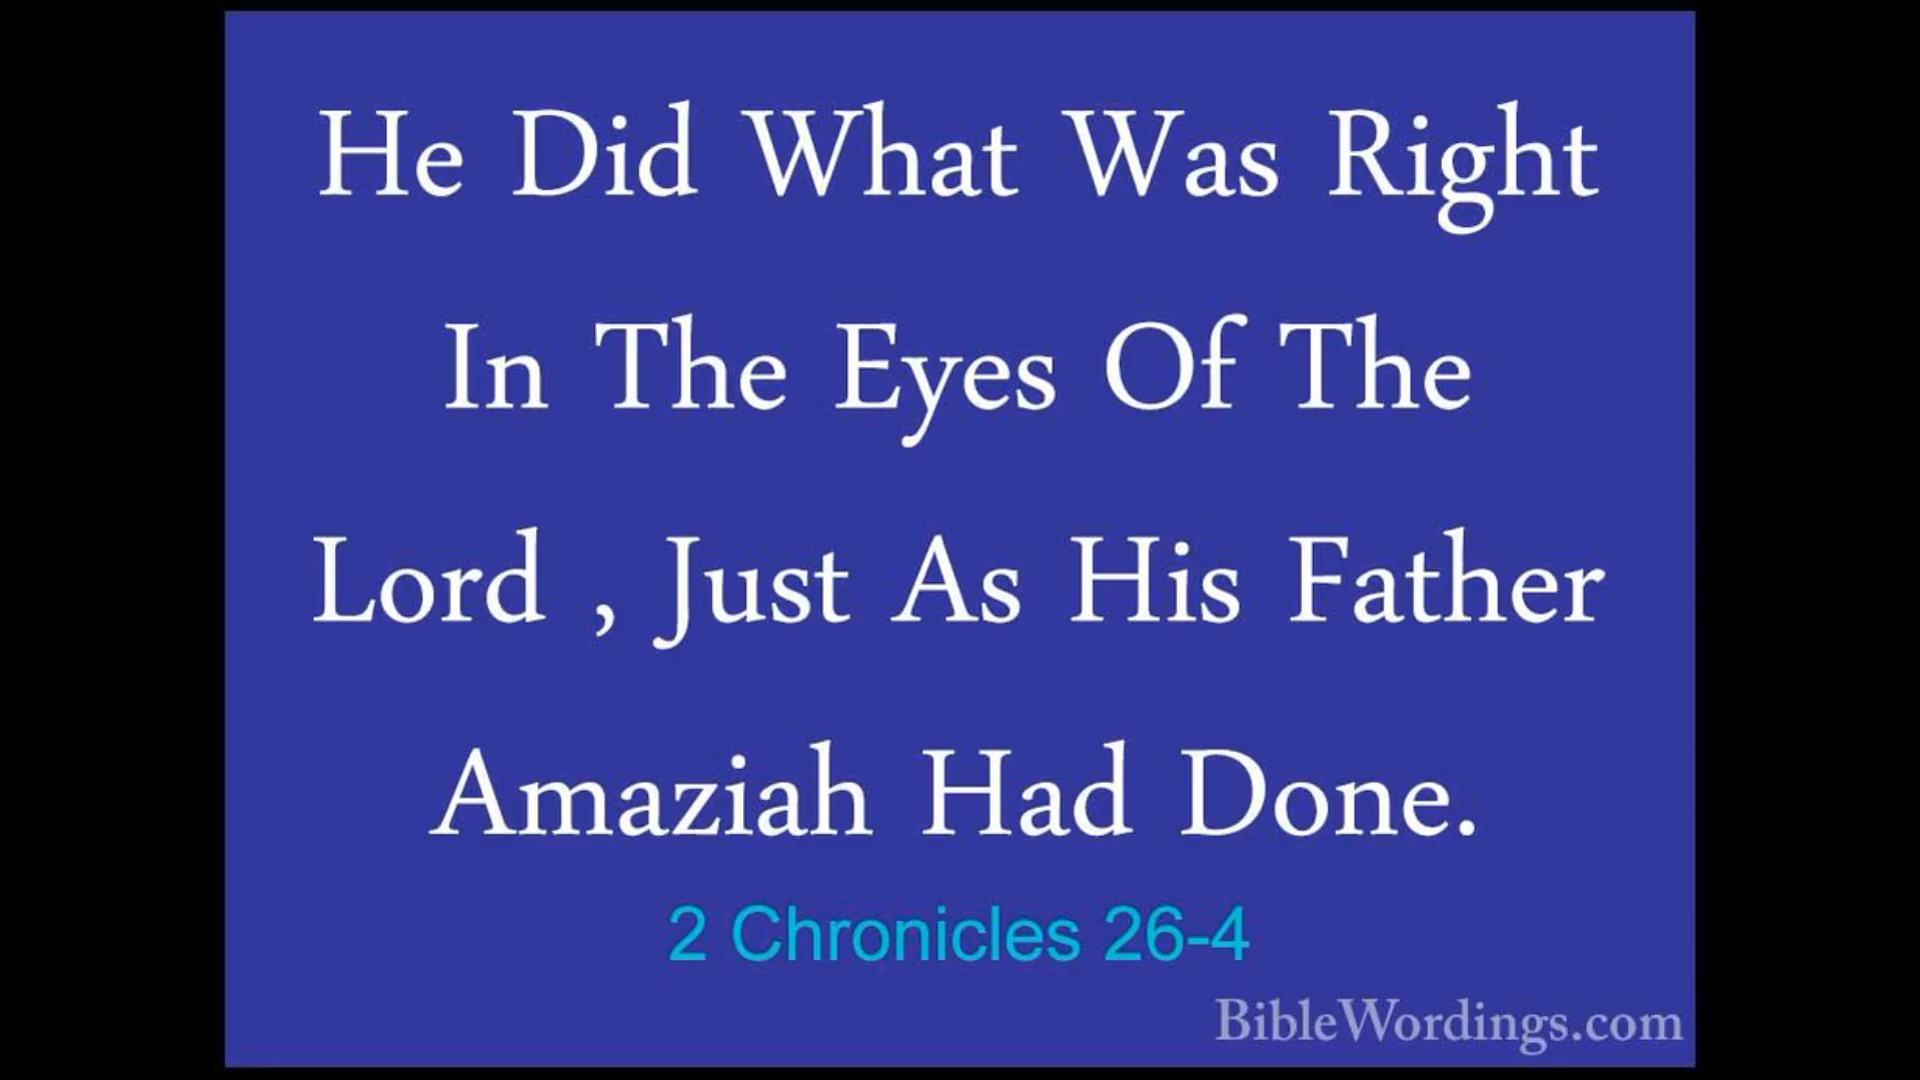 He Did What Was Right
In The Eyes Of The
Lord , Just As His Father
Amaziah Had Done.
2 Chronicles 26-4
BibleWordings.com